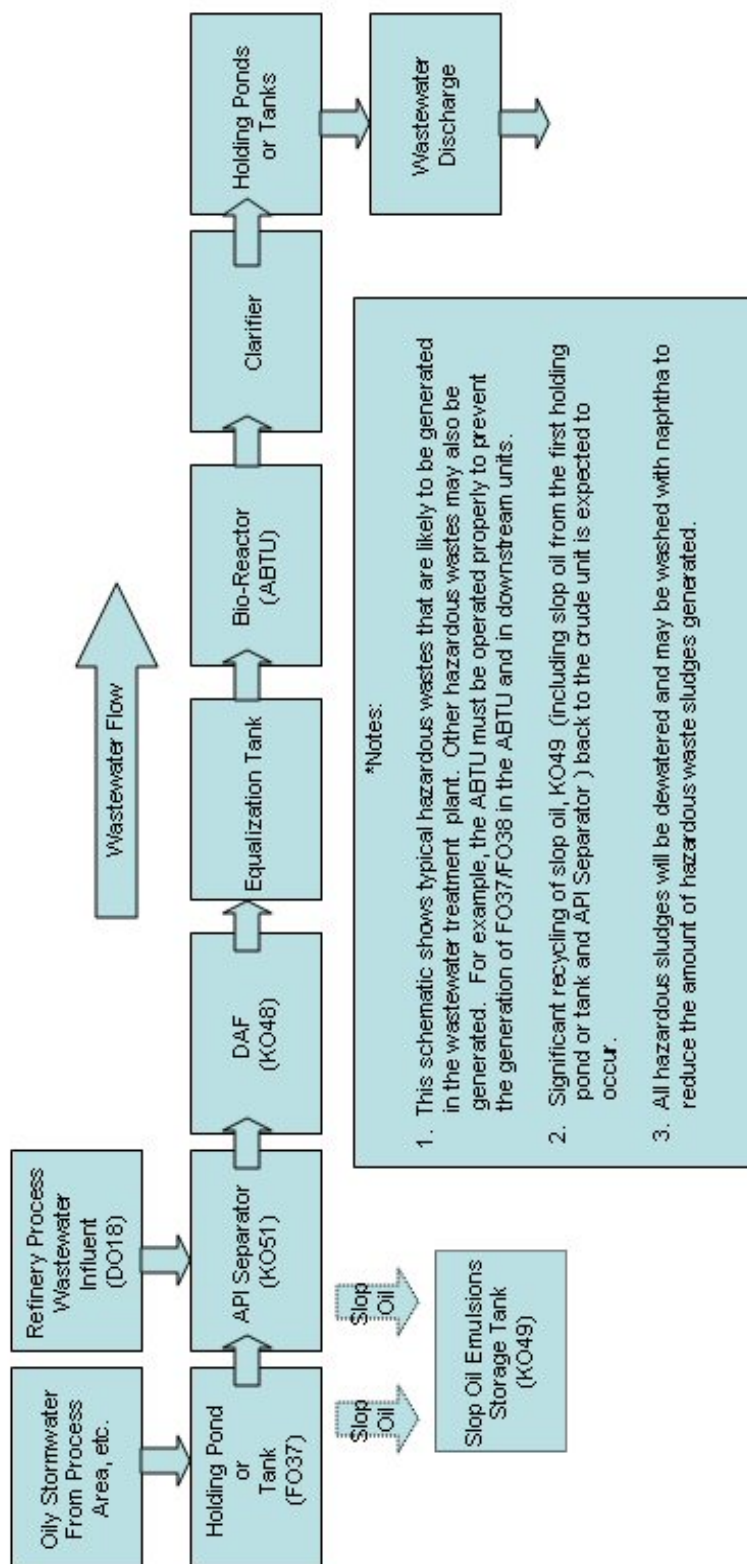 Oily Stormwater
From Process
Area, etc.
Refinery Process
Wastewater
Influent
(DO18)
Wastewater Flow
Holding Pond
or
Tank
(FO37)
API Separator
(KO51)
DAF
(KO48)
Equalization Tank
Bio-Reactor
(ABTU)
Clarifier
Holding Ponds
or Tanks
Wastewater
Discharge
Slop
Oil
Slop
Oil
Slop Oil Emulsions
Storage Tank
(KO49)
*Notes:
1. This schematic shows typical hazardous wastes that are likely to be generated
in the wastewater treatment plant. Other hazardous wastes may also be
generated. For example, the ABTU must be operated properly to prevent
the generation of FO37/FO38 in the ABTU and in downstream units.
2. Significant recycling of slop oil, KO49 (including slop oil from the first holding
pond or tank and API Separator ) back to the crude unit is expected to
occur.
3. All hazardous sludges will be dewatered and may be washed with naphtha to
reduce the amount of hazardous waste sludges generated.